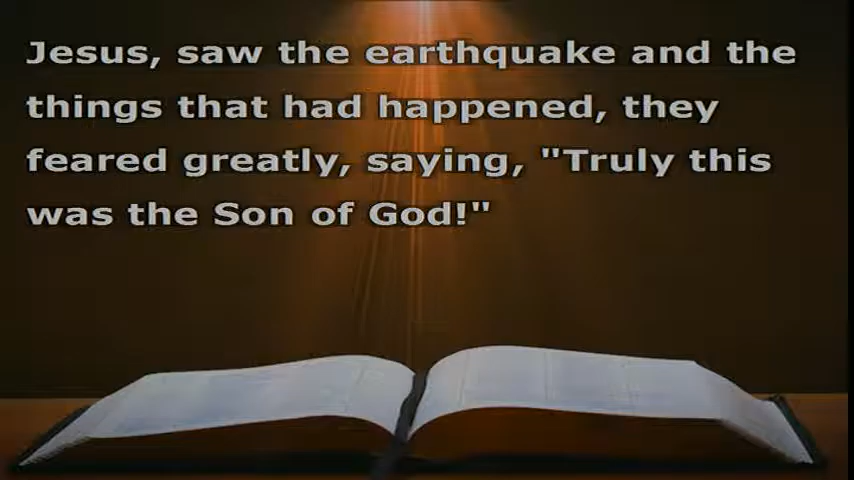 Jesus, saw the earthquake and the
things that had happened, they
feared greatly, saying, "Truly this
was the Son of God!"